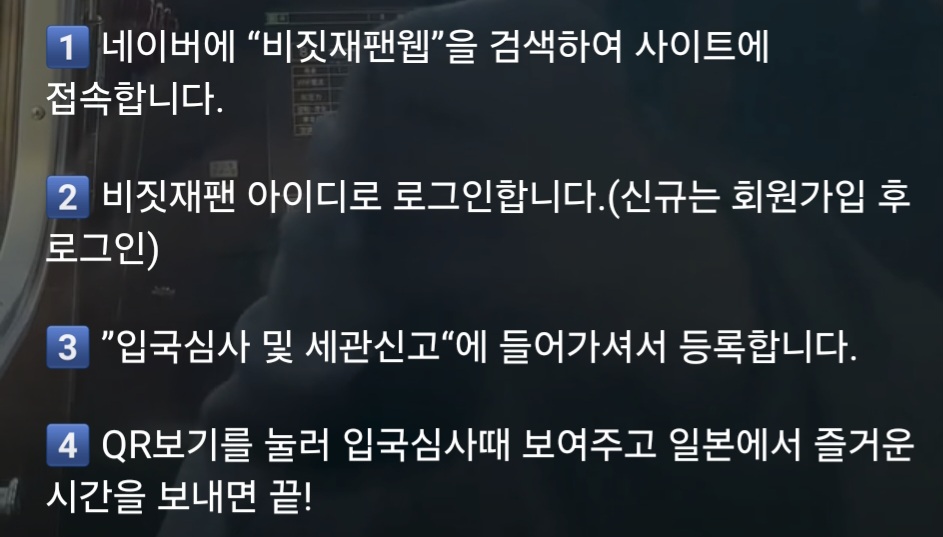 1 네이버에 “비짓재팬웹”을 검색하여 사이트에
접속합니다.
2 비짓재팬 아이디로 로그인합니다.(신규는 회원가입 후
로그인)
3 ”입국심사 및 세관신고“에 들어가셔서 등록합니다.
4 QR보기를 눌러 입국심사때 보여주고 일본에서 즐거운
시간을 보내면 끝!